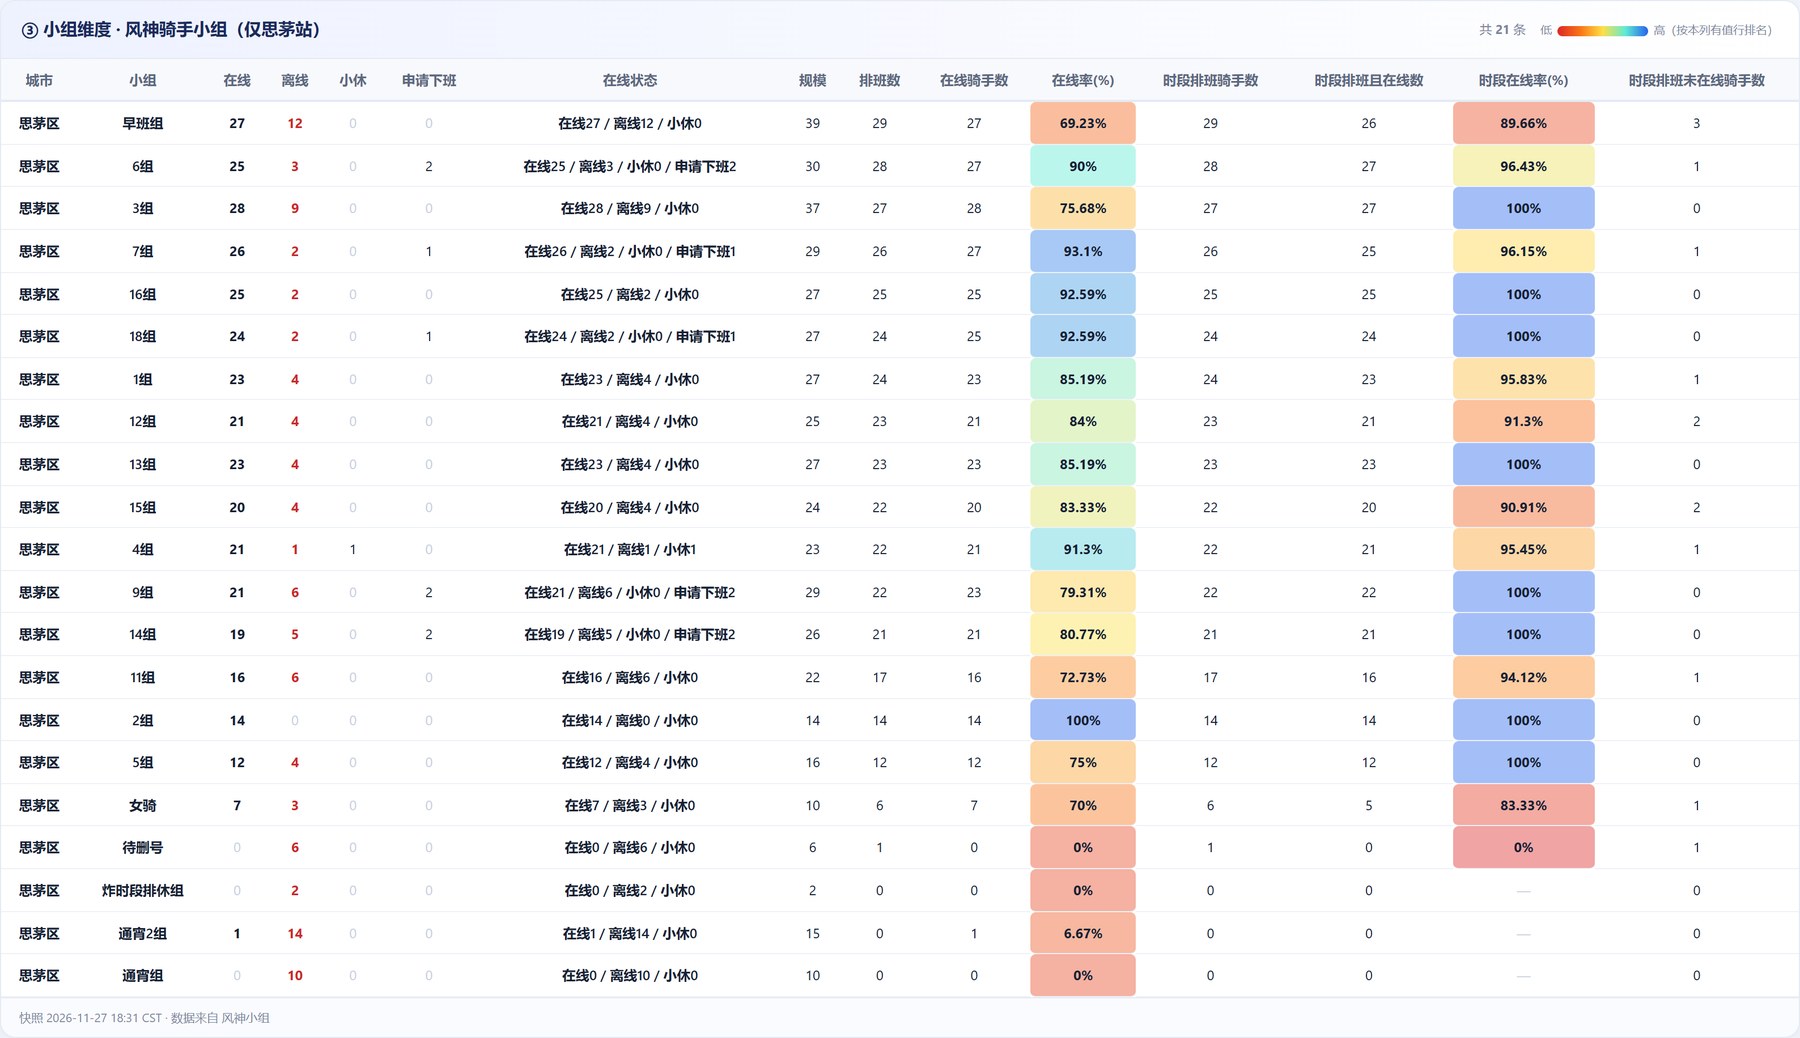 ③ 小组维度 · 风神骑手小组（仅思茅站）
共 21 条 低 高 (按本列有值行排名)
城市 小组 在线 离线 小休 申请下班 在线状态 规模 排班数 在线骑手数 在线率(%) 时段排班骑手数 时段排班且在线数 时段在线率(%) 时段排班未在线骑手数
思茅区 早班组 27 12 0 0 在线27 / 离线12 / 小休0 39 29 27 69.23% 29 26 89.66% 3
思茅区 6组 25 3 0 2 在线25 / 离线3 / 小休0 / 申请下班2 30 28 27 90% 28 27 96.43% 1
思茅区 3组 28 9 0 0 在线28 / 离线9 / 小休0 37 27 28 75.68% 27 27 100% 0
思茅区 7组 26 2 0 1 在线26 / 离线2 / 小休0 / 申请下班1 29 26 27 93.1% 26 25 96.15% 1
思茅区 16组 25 2 0 0 在线25 / 离线2 / 小休0 27 25 25 92.59% 25 25 100% 0
思茅区 18组 24 2 0 1 在线24 / 离线2 / 小休0 / 申请下班1 27 24 25 92.59% 24 24 100% 0
思茅区 1组 23 4 0 0 在线23 / 离线4 / 小休0 27 24 23 85.19% 24 23 95.83% 1
思茅区 12组 21 4 0 0 在线21 / 离线4 / 小休0 25 23 21 84% 23 21 91.3% 2
思茅区 13组 23 4 0 0 在线23 / 离线4 / 小休0 27 23 23 85.19% 23 23 100% 0
思茅区 15组 20 4 0 0 在线20 / 离线4 / 小休0 24 22 20 83.33% 22 20 90.91% 2
思茅区 4组 21 1 1 0 在线21 / 离线1 / 小休1 23 22 21 91.3% 22 21 95.45% 1
思茅区 9组 21 6 0 2 在线21 / 离线6 / 小休0 / 申请下班2 29 22 23 79.31% 22 22 100% 0
思茅区 14组 19 5 0 2 在线19 / 离线5 / 小休0 / 申请下班2 26 21 21 80.77% 21 21 100% 0
思茅区 11组 16 6 0 0 在线16 / 离线6 / 小休0 22 17 16 72.73% 17 16 94.12% 1
思茅区 2组 14 0 0 0 在线14 / 离线0 / 小休0 14 14 14 100% 14 14 100% 0
思茅区 5组 12 4 0 0 在线12 / 离线4 / 小休0 16 12 12 75% 12 12 100% 0
思茅区 女骑 7 3 0 0 在线7 / 离线3 / 小休0 10 6 7 70% 6 5 83.33% 1
思茅区 待删号 0 6 0 0 在线0 / 离线6 / 小休0 6 1 0 0% 1 0 0% 1
思茅区 炸时段排休组 0 2 0 0 在线0 / 离线2 / 小休0 2 0 0 0% 0 0 — 0
思茅区 通宵2组 1 14 0 0 在线1 / 离线14 / 小休0 15 0 1 6.67% 0 0 — 0
思茅区 通宵组 0 10 0 0 在线0 / 离线10 / 小休0 10 0 0 0% 0 0 — 0
快照 2026-11-27 18:31 CST · 数据来自 风神小组